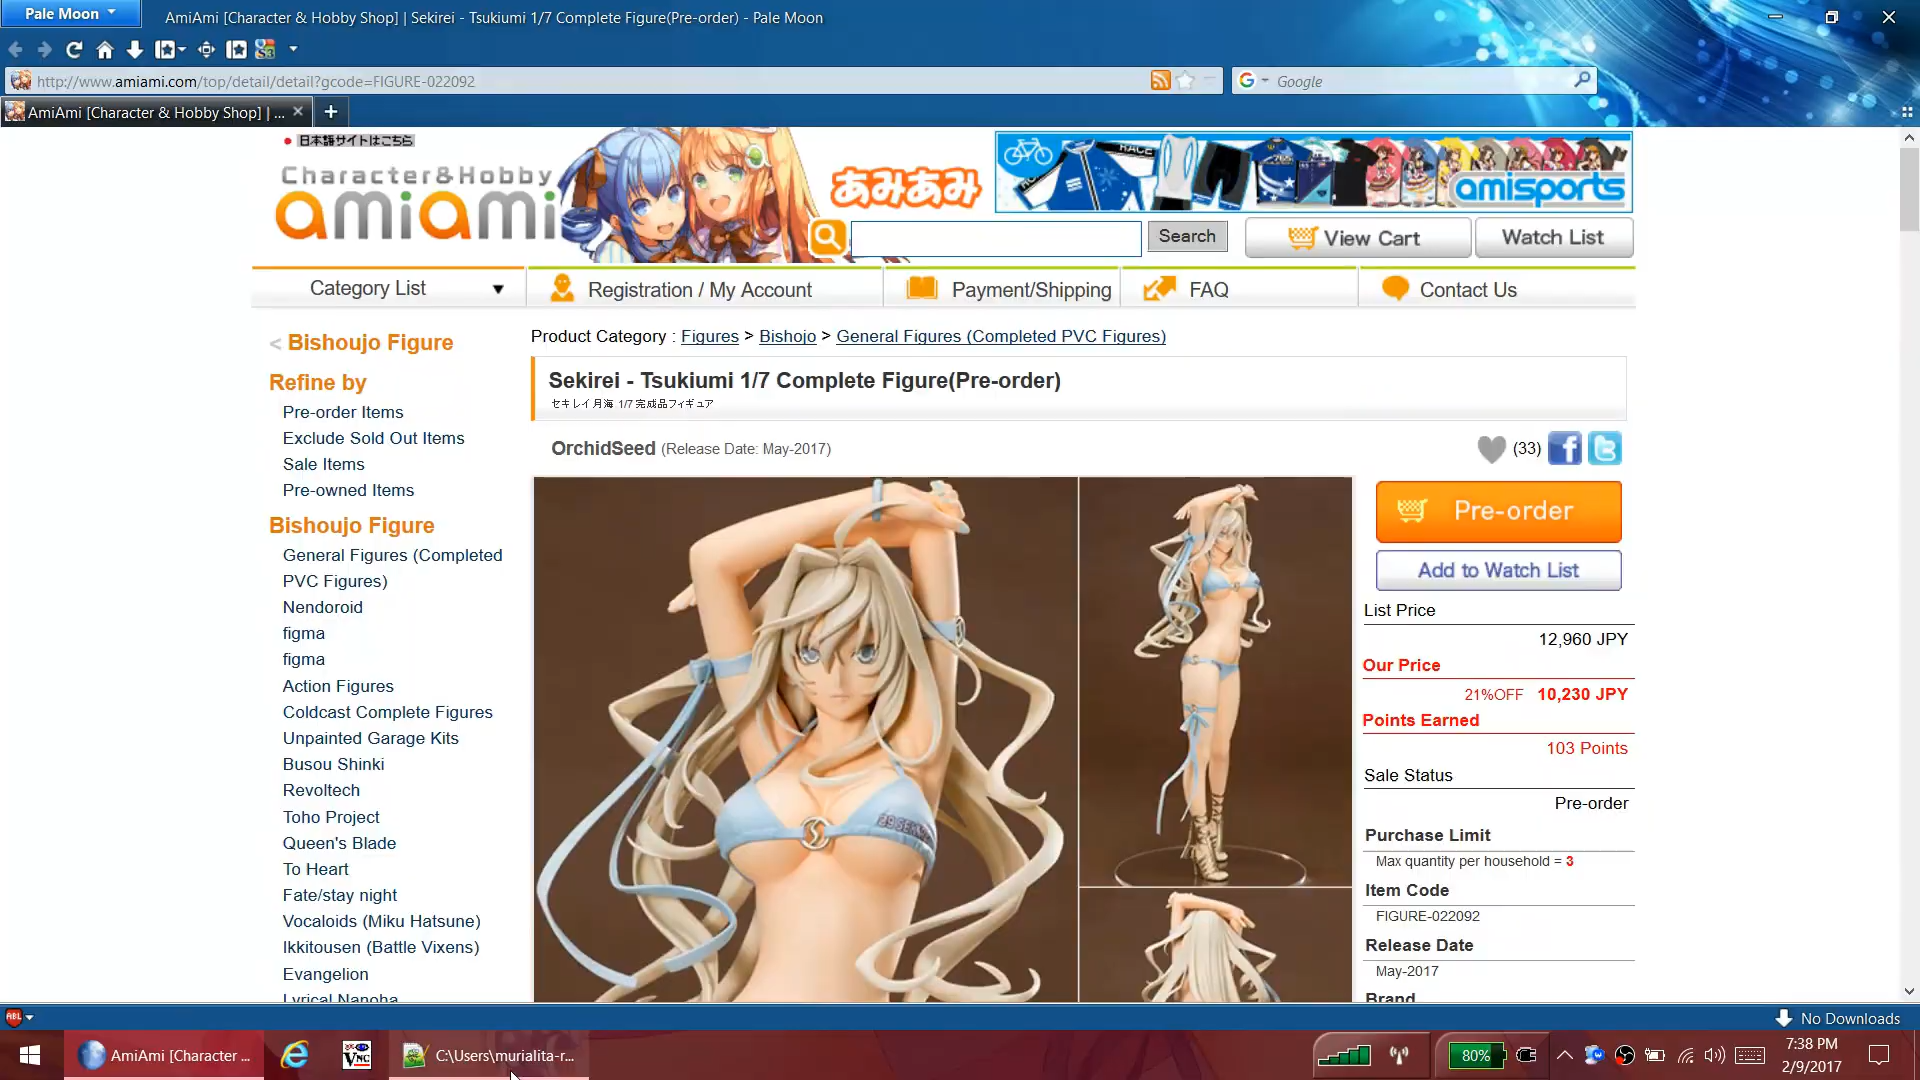 Pale Moon
AmiAmi [Character & Hobby Shop] | Sekirei - Tsukiumi 1/7 Complete Figure(Pre-order) - Pale Moon
http://www.amiami.com/top/detail/detail?gcode=FIGURE-022092
Google
AmiAmi [Character & Hobby Shop] | ...
日本語サイトはこちら
Character&Hobby
amiami
あみあみ
RACE
amisports
Search
View Cart
Watch List
Category List
Registration / My Account
Payment/Shipping
FAQ
Contact Us
< Bishoujo Figure
Refine by
Pre-order Items
Exclude Sold Out Items
Sale Items
Pre-owned Items
Bishoujo Figure
General Figures (Completed
PVC Figures)
Nendoroid
figma
figma
Action Figures
Coldcast Complete Figures
Unpainted Garage Kits
Busou Shinki
Revoltech
Toho Project
Queen's Blade
To Heart
Fate/stay night
Vocaloids (Miku Hatsune)
Ikkitousen (Battle Vixens)
Evangelion
Lyrical Nanoha
Product Category : Figures > Bishojo > General Figures (Completed PVC Figures)
Sekirei - Tsukiumi 1/7 Complete Figure(Pre-order)
セキレイ 月海 1/7 完成品フィギュア
OrchidSeed (Release Date: May-2017)
(33)
Pre-order
Add to Watch List
List Price
12,960 JPY
Our Price
21%OFF 10,230 JPY
Points Earned
103 Points
Sale Status
Pre-order
Purchase Limit
Max quantity per household = 3
Item Code
FIGURE-022092
Release Date
May-2017
Brand
ABL
No Downloads
AmiAmi [Character ...
VNC
C:\Users\murialita-r...
80%
7:38 PM
2/9/2017